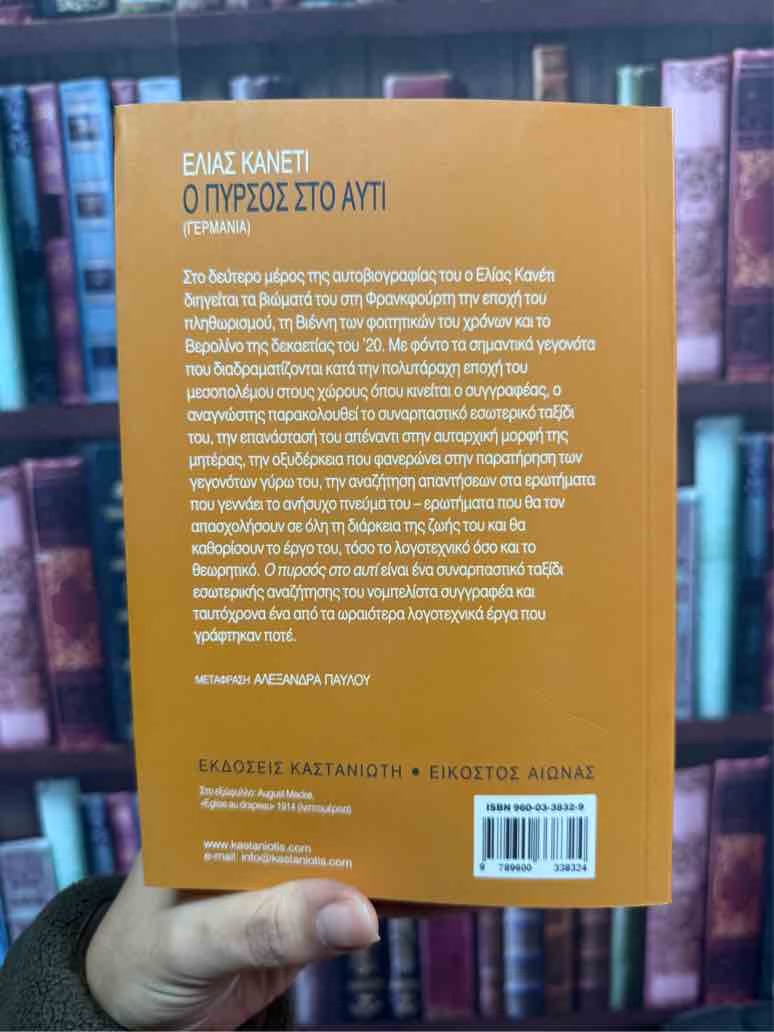 ΕΛΙΑΣ ΚΑΝΕΤΙ
Ο ΠΥΡΣΟΣ ΣΤΟ ΑΥΤΙ
(ΓΕΡΜΑΝΙΑ)
Στο δεύτερο μέρος της αυτοβιογραφίας του ο Ελίας Κανέτι
διηγείται τα βιώματά του στη Φρανκφούρτη την εποχή του
πληθωρισμού, τη Βιέννη των φοιτητικών του χρόνων και το
Βερολίνο της δεκαετίας του '20. Με φόντο τα σημαντικά γεγονότα
που διαδραματίζονται κατά την πολυτάραχη εποχή του
μεσοπολέμου στους χώρους όπου κινείται ο συγγραφέας, ο
αναγνώστης παρακολουθεί το συναρπαστικό εσωτερικό ταξίδι
του, την επανάστασή του απέναντι στην αυταρχική μορφή της
μητέρας, την οξυδέρκεια που φανερώνει στην παρατήρηση των
γεγονότων γύρω του, την αναζήτηση απαντήσεων στα ερωτήματα
που γεννάει το ανήσυχο πνεύμα του – ερωτήματα που θα τον
απασχολήσουν σε όλη τη διάρκεια της ζωής του και θα
καθορίσουν το έργο του, τόσο το λογοτεχνικό όσο και το
θεωρητικό. Ο πυρσός στο αυτί είναι ένα συναρπαστικό ταξίδι
εσωτερικής αναζήτησης του νομπελίστα συγγραφέα και
ταυτόχρονα ένα από τα ωραιότερα λογοτεχνικά έργα που
γράφτηκαν ποτέ.
ΜΕΤΑΦΡΑΣΗ ΑΛΕΞΑΝΔΡΑ ΠΑΥΛΟΥ
ΕΚΔΟΣΕΙΣ ΚΑΣΤΑΝΙΩΤΗ • ΕΙΚΟΣΤΟΣ ΑΙΩΝΑΣ
Στο εξώφυλλο: August Macke,
«Eglise au drapeau» 1914 (λεπτομέρεια)
www.kastaniotis.com
e-mail: info@kastaniotis.com
ISBN 960-03-3832-9
9 789600 338324